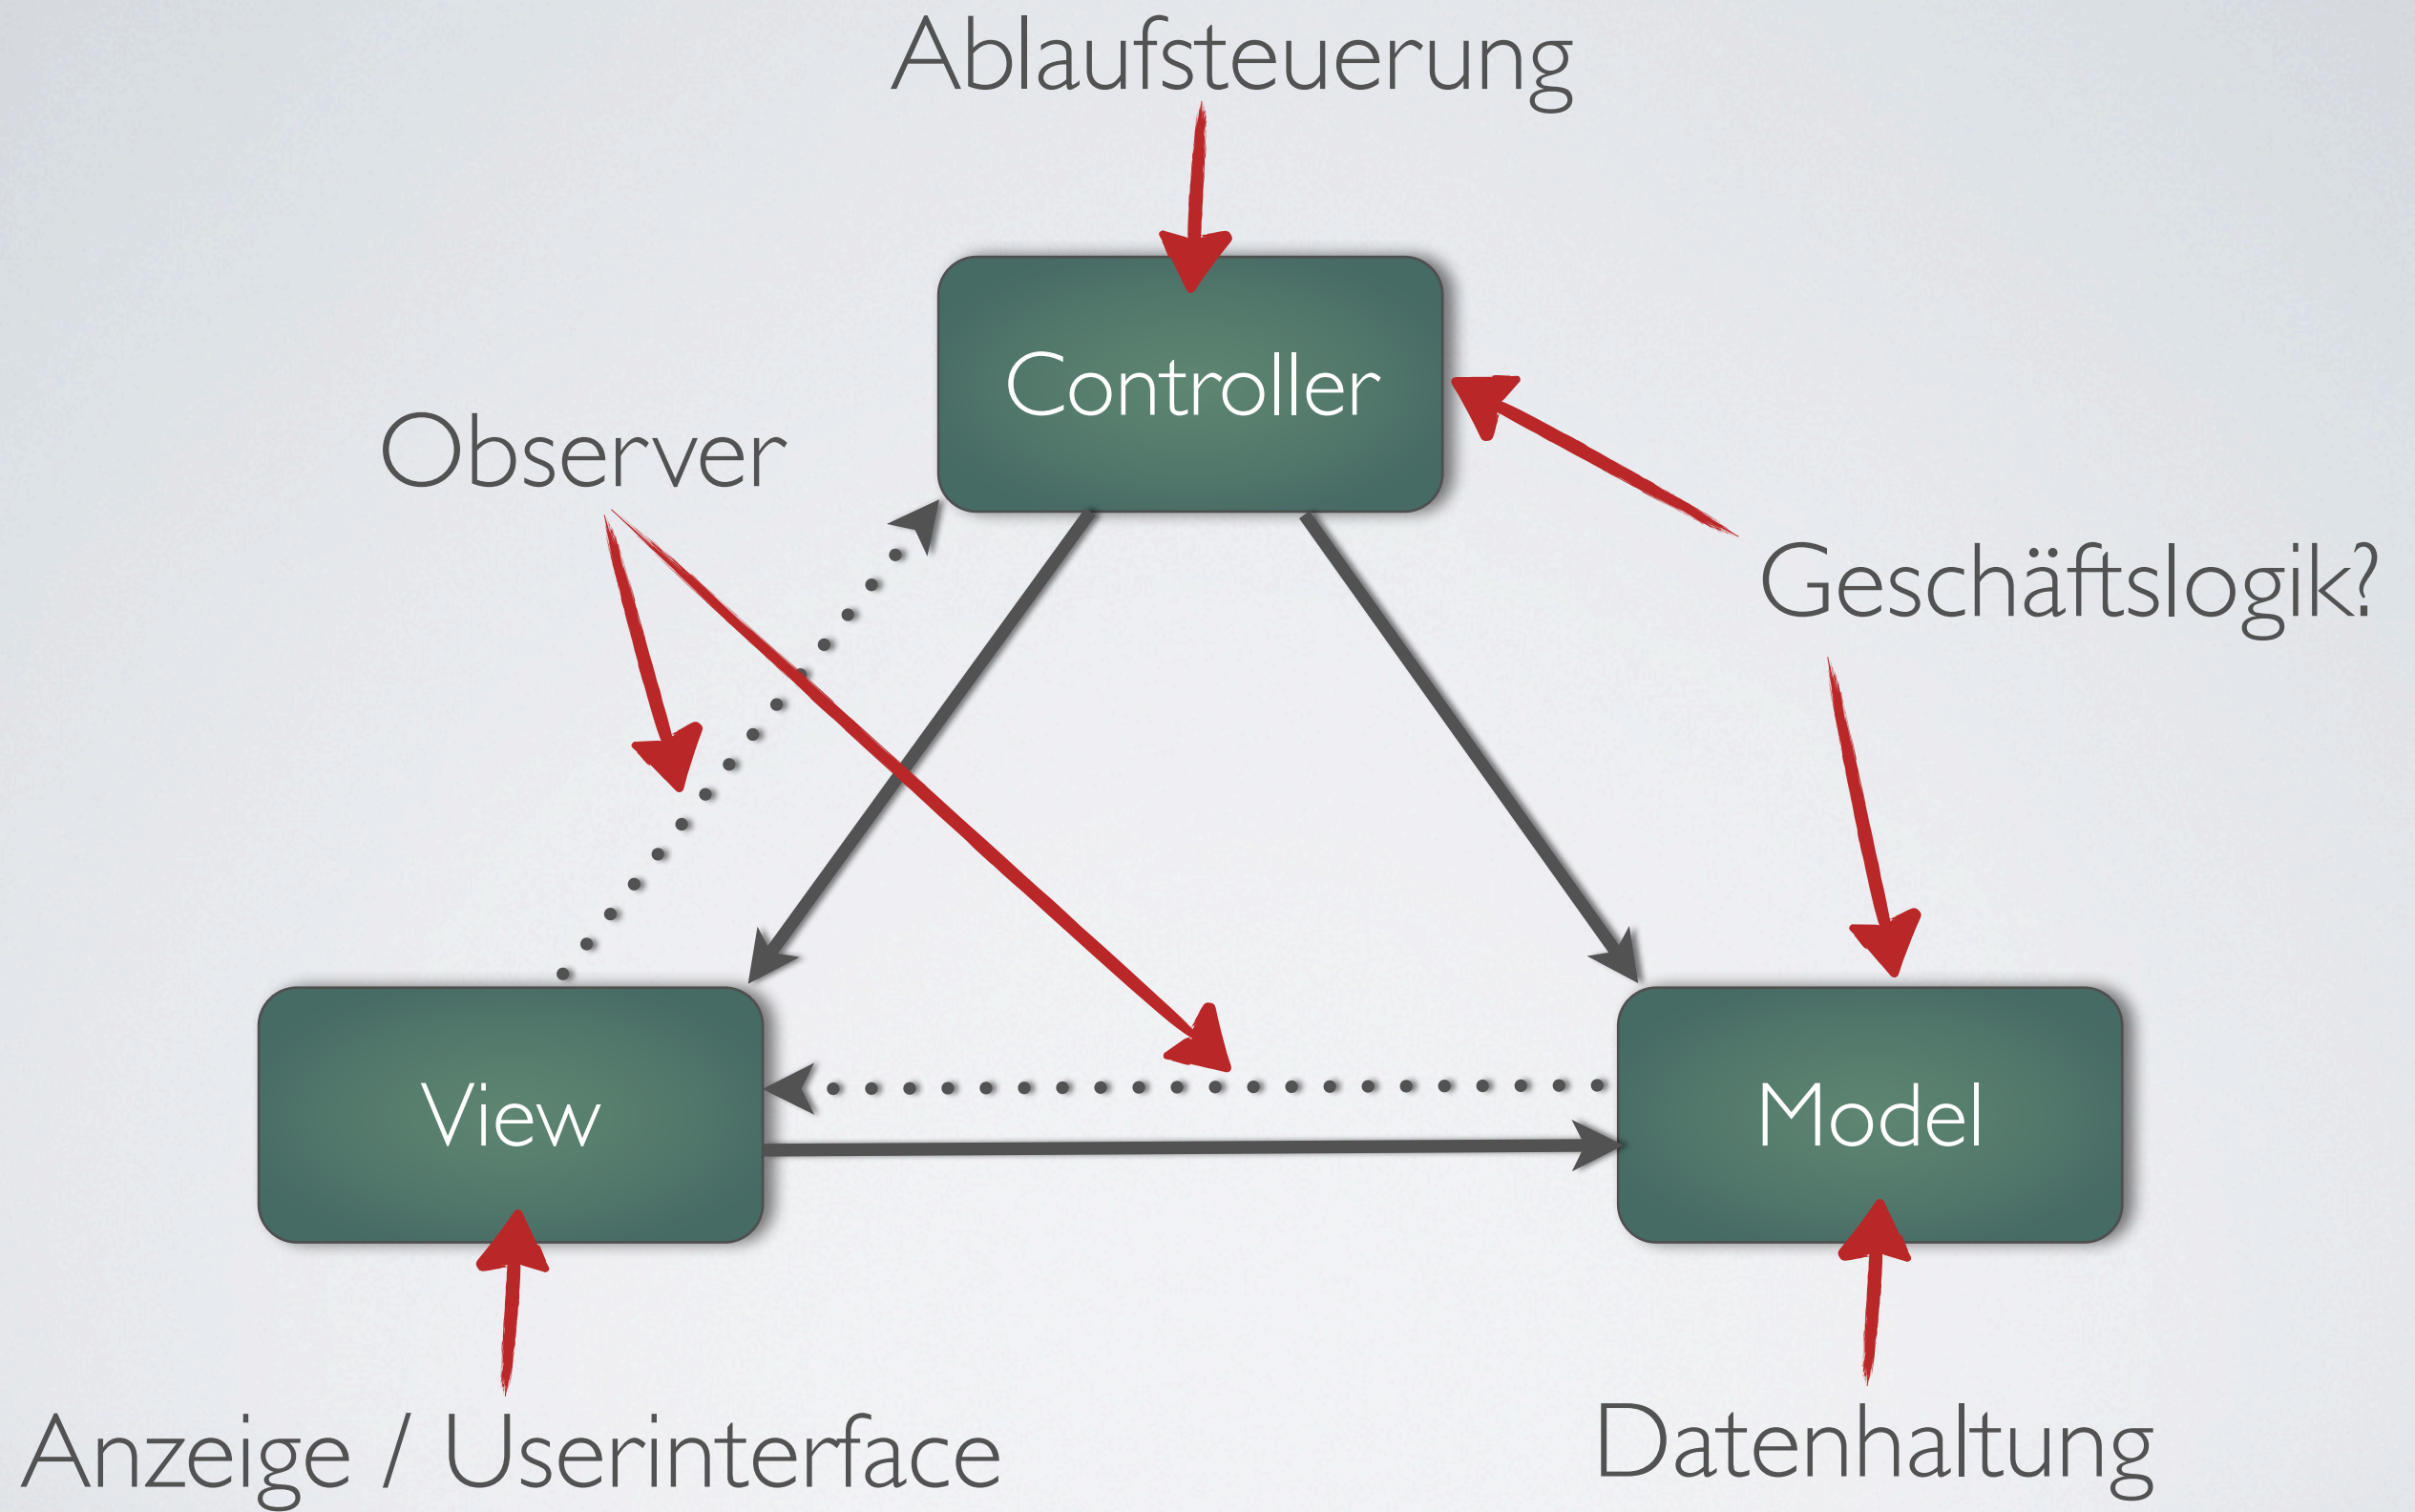 Ablaufsteuerung
Controller
Observer
Geschäftslogik?
View
Model
Anzeige / Userinterface
Datenhaltung